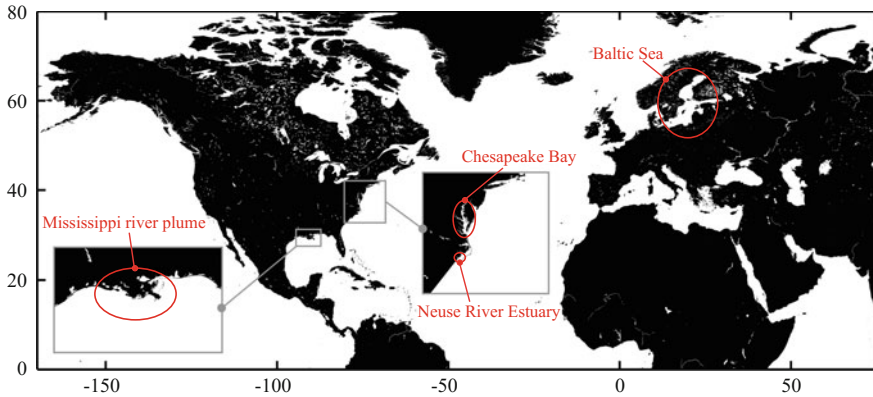 80
Baltic Sea
60
Chesapeake Bay
40
Mississippi river plume
20
Neuse River Estuary
0
-150
-100
-50
0
50